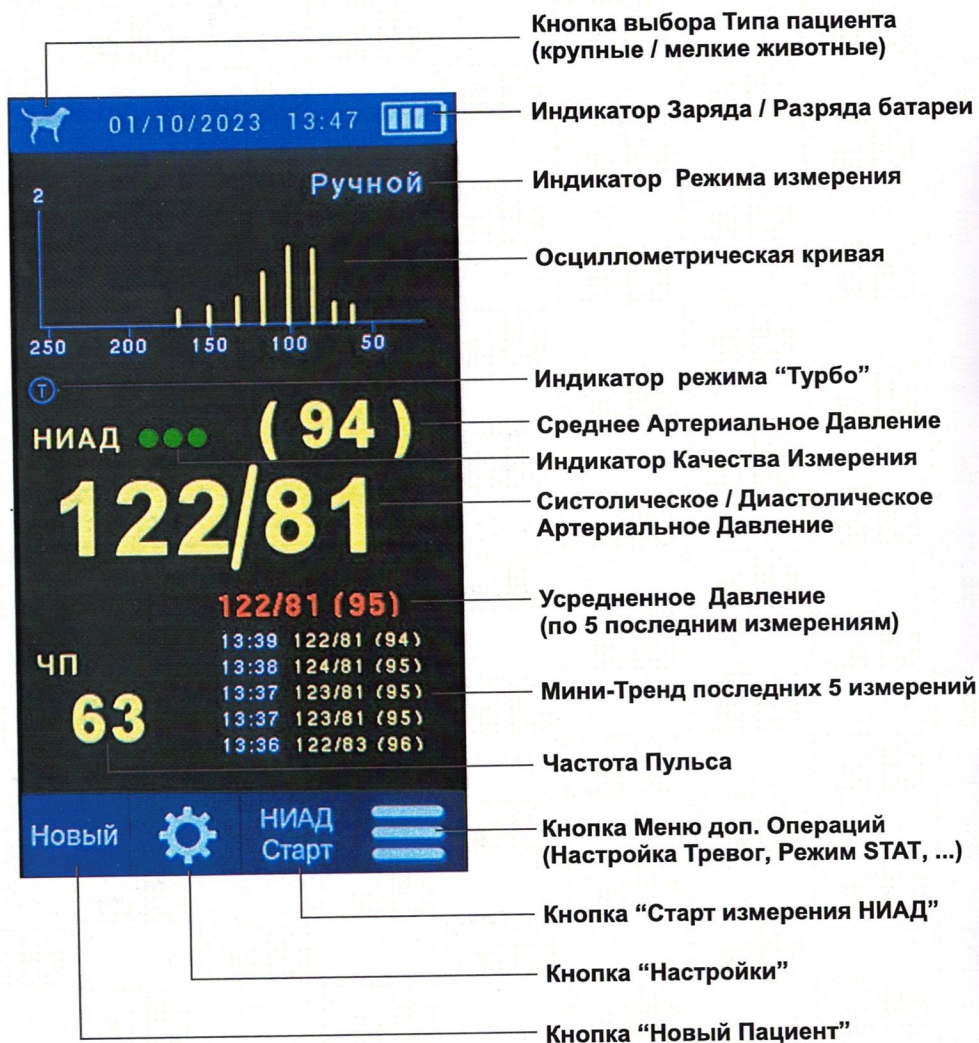 Кнопка выбора Типа пациента
(крупные / мелкие животные)
01/10/2023 13:47
Индикатор Заряда / Разряда батареи
Ручной
Индикатор Режима измерения
2
Осциллометрическая кривая
250 200 150 100 50
T
Индикатор режима “Турбо”
НИАД (94)
Среднее Артериальное Давление
Индикатор Качества Измерения
122/81
Систолическое / Диастолическое
Артериальное Давление
122/81 (95)
Усредненное Давление
(по 5 последним измерениям)
13:39 122/81 (94)
13:38 124/81 (95)
13:37 123/81 (95)
13:37 123/81 (95)
13:36 122/83 (96)
Мини-Тренд последних 5 измерений
ЧП
63
Частота Пульса
Новый
НИАД
Старт
Кнопка Меню доп. Операций
(Настройка Тревог, Режим STAT, ...)
Кнопка “Старт измерения НИАД”
Кнопка “Настройки”
Кнопка “Новый Пациент”